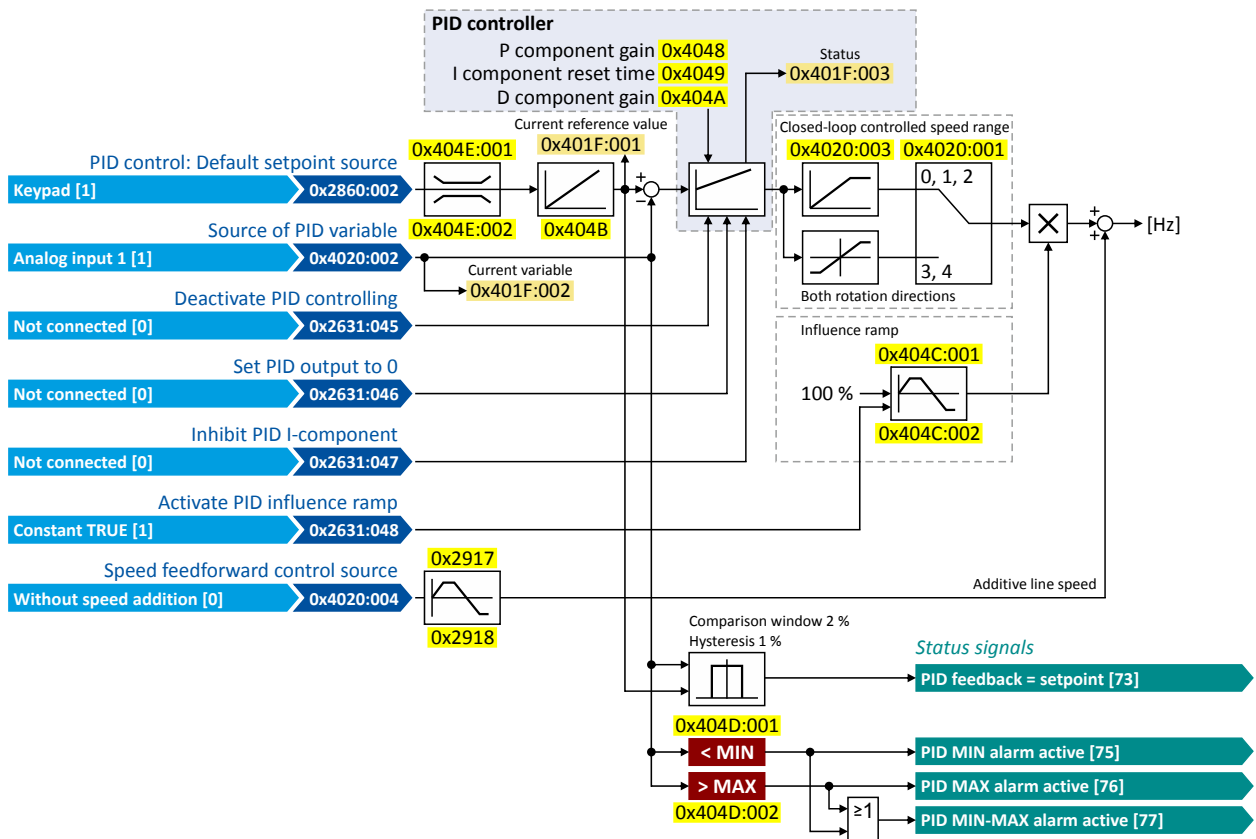 PID controller
P component gain 0x4048
I component reset time 0x4049
D component gain 0x404A
Status
0x401F:003
Current reference value
0x401F:001
Closed-loop controlled speed range
0x4020:003 0x4020:001
0, 1, 2
3, 4
Both rotation directions
PID control: Default setpoint source
Keypad [1] 0x2860:002
0x404E:001
0x404E:002
0x404B
+
−
Source of PID variable
Analog input 1 [1] 0x4020:002
Current variable
0x401F:002
+
+
[Hz]
Deactivate PID controlling
Not connected [0] 0x2631:045
Influence ramp
0x404C:001
100 %
0x404C:002
Set PID output to 0
Not connected [0] 0x2631:046
Inhibit PID I-component
Not connected [0] 0x2631:047
Activate PID influence ramp
Constant TRUE [1] 0x2631:048
Speed feedforward control source
Without speed addition [0] 0x4020:004
0x2917
0x2918
Additive line speed
Comparison window 2 %
Hysteresis 1 %
Status signals
PID feedback = setpoint [73]
0x404D:001
< MIN
PID MIN alarm active [75]
> MAX
PID MAX alarm active [76]
0x404D:002
≥1
PID MIN-MAX alarm active [77]